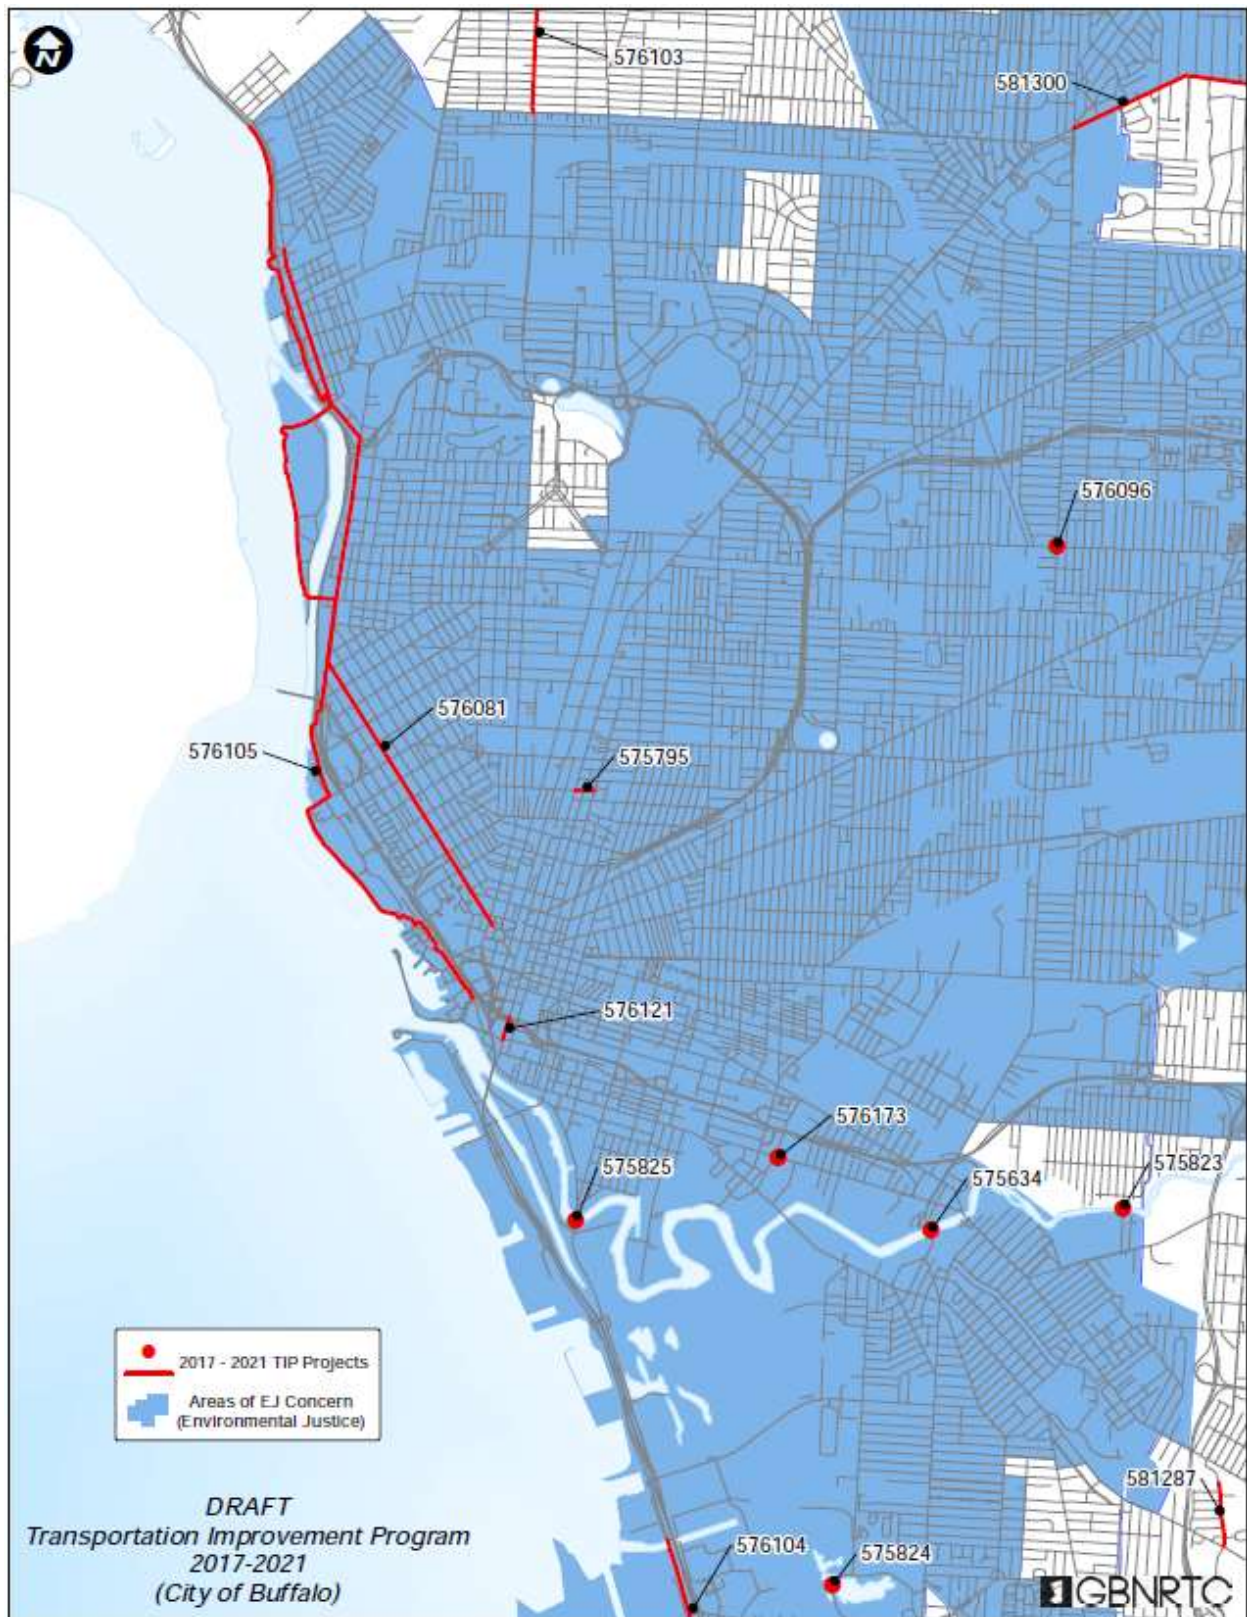 N
576103
581300
576096
576081
576105
575795
576121
576173
575825
575634
575823
2017 - 2021 TIP Projects
Areas of EJ Concern
(Environmental Justice)
581287
DRAFT
Transportation Improvement Program
2017-2021
(City of Buffalo)
576104
575824
GBNRTC